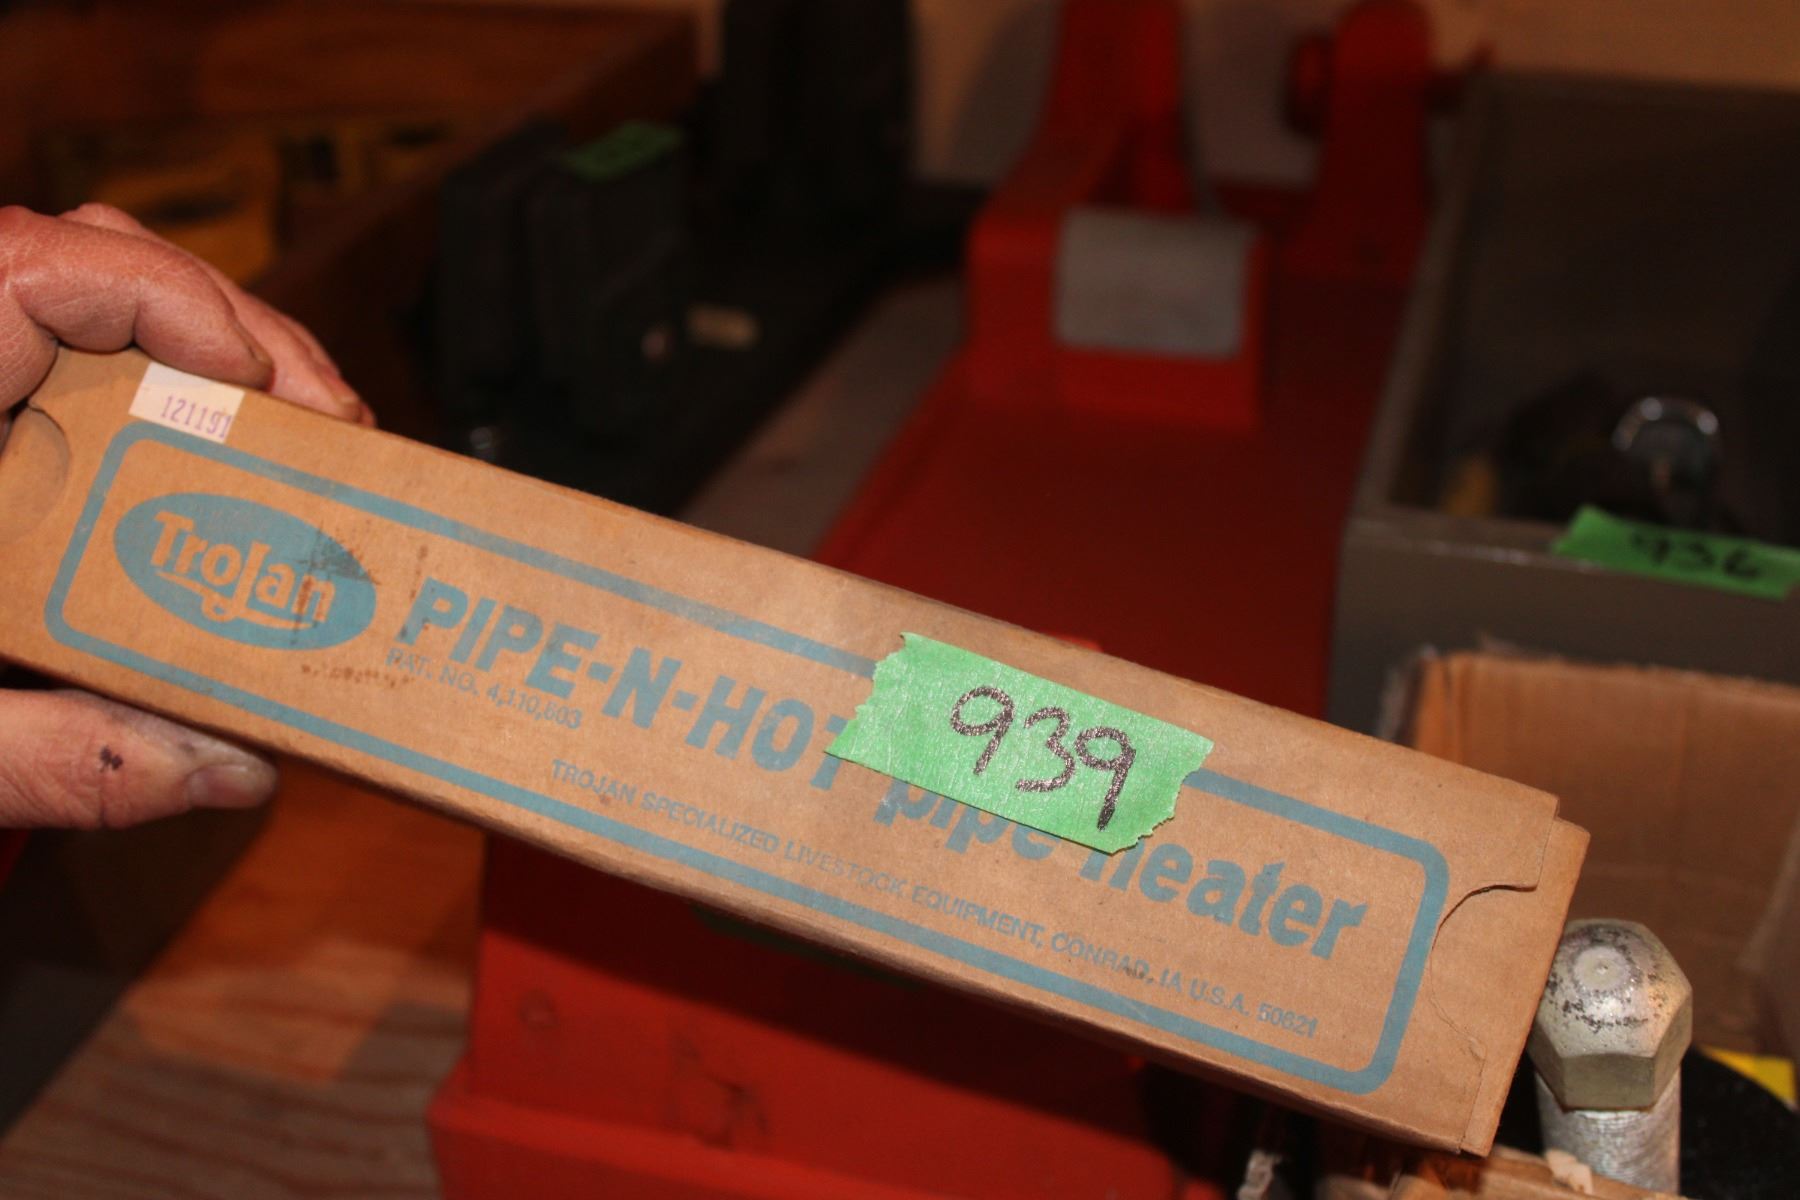 121191
Trojan
PIPE-N-HOT pipe heater
PAT. NO. 4,110,603
TROJAN SPECIALIZED LIVESTOCK EQUIPMENT, CONRAD, IA U.S.A. 50621
939
936